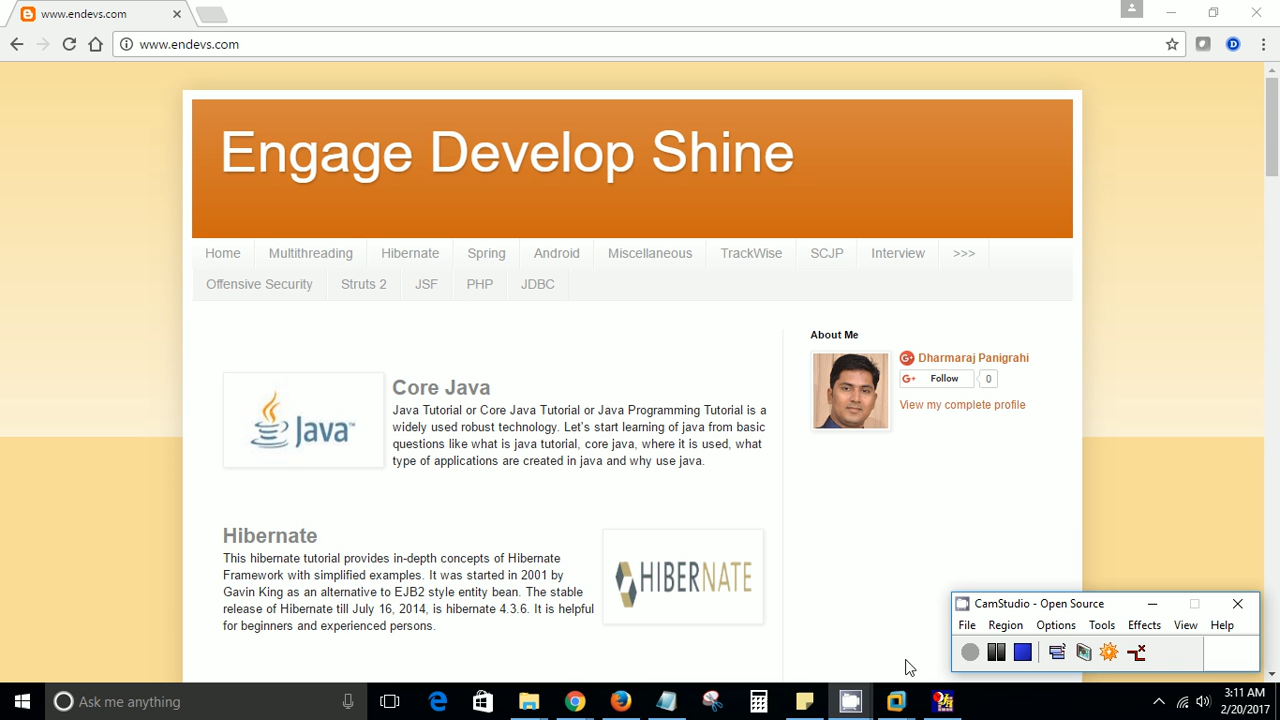 www.endevs.com
www.endevs.com
D
Engage Develop Shine
Home Multithreading Hibernate Spring Android Miscellaneous TrackWise SCJP Interview >>>
Offensive Security Struts 2 JSF PHP JDBC
Java
Core Java
Java Tutorial or Core Java Tutorial or Java Programming Tutorial is a
widely used robust technology. Let's start learning of java from basic
questions like what is java tutorial, core java, where it is used, what
type of applications are created in java and why use java.
Hibernate
This hibernate tutorial provides in-depth concepts of Hibernate
Framework with simplified examples. It was started in 2001 by
Gavin King as an alternative to EJB2 style entity bean. The stable
release of Hibernate till July 16, 2014, is hibernate 4.3.6. It is helpful
for beginners and experienced persons.
HIBERNATE
About Me
G+ Dharmaraj Panigrahi
G+ Follow 0
View my complete profile
CamStudio - Open Source
File Region Options Tools Effects View Help
Ask me anything
3:11 AM
2/20/2017